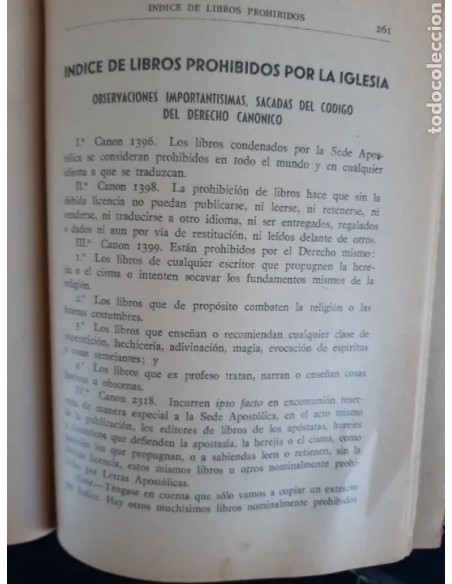 INDICE DE LIBROS PROHIBIDOS
261
INDICE DE LIBROS PROHIBIDOS POR LA IGLESIA
OBSERVACIONES IMPORTANTISIMAS, SACADAS DEL CODIGO
DEL DERECHO CANONICO
I.ª Canon 1396. Los libros condenados por la Sede Apos-
tólica se consideran prohibidos en todo el mundo y en cualquier
idioma a que se traduzcan.
II.ª Canon 1398. La prohibición de libros hace que sin la
debida licencia no puedan publicarse, ni leerse, ni retenerse, ni
venderse, ni traducirse a otro idioma, ni ser entregados, regalados
o dados ni aun por vía de restitución, ni leídos delante de otros.
III.ª Canon 1399. Están prohibidos por el Derecho mismo:
1.º Los libros de cualquier escritor que propugnen la here-
jía o el cisma o intenten socavar los fundamentos mismos de la
religión.
2.º Los libros que de propósito combaten la religión o las
buenas costumbres.
3.º Los libros que enseñan o recomiendan cualquier clase de
superstición, hechicería, adivinación, magia, evocación de espíritus
y cosas semejantes; y
4.º Los libros que ex profeso tratan, narran o enseñan cosas
lascivas u obscenas.
IV.ª Canon 2318. Incurren ipso facto en excomunión reser-
vada de manera especial a la Sede Apostólica, en el acto mismo
de la publicación, los editores de libros de los apóstatas, herejes
y cismáticos que defienden la apostasía, la herejía o el cisma, como
también los que propugnan, o a sabiendas leen o retienen, sin la
debida licencia, estos mismos libros u otros nominalmente prohi-
bidos por Letras Apostólicas.
Nota.—Téngase en cuenta que sólo vamos a copiar un extracto
del Indice. Hay otros muchísimos libros nominalmente prohibidos
todocoleccion